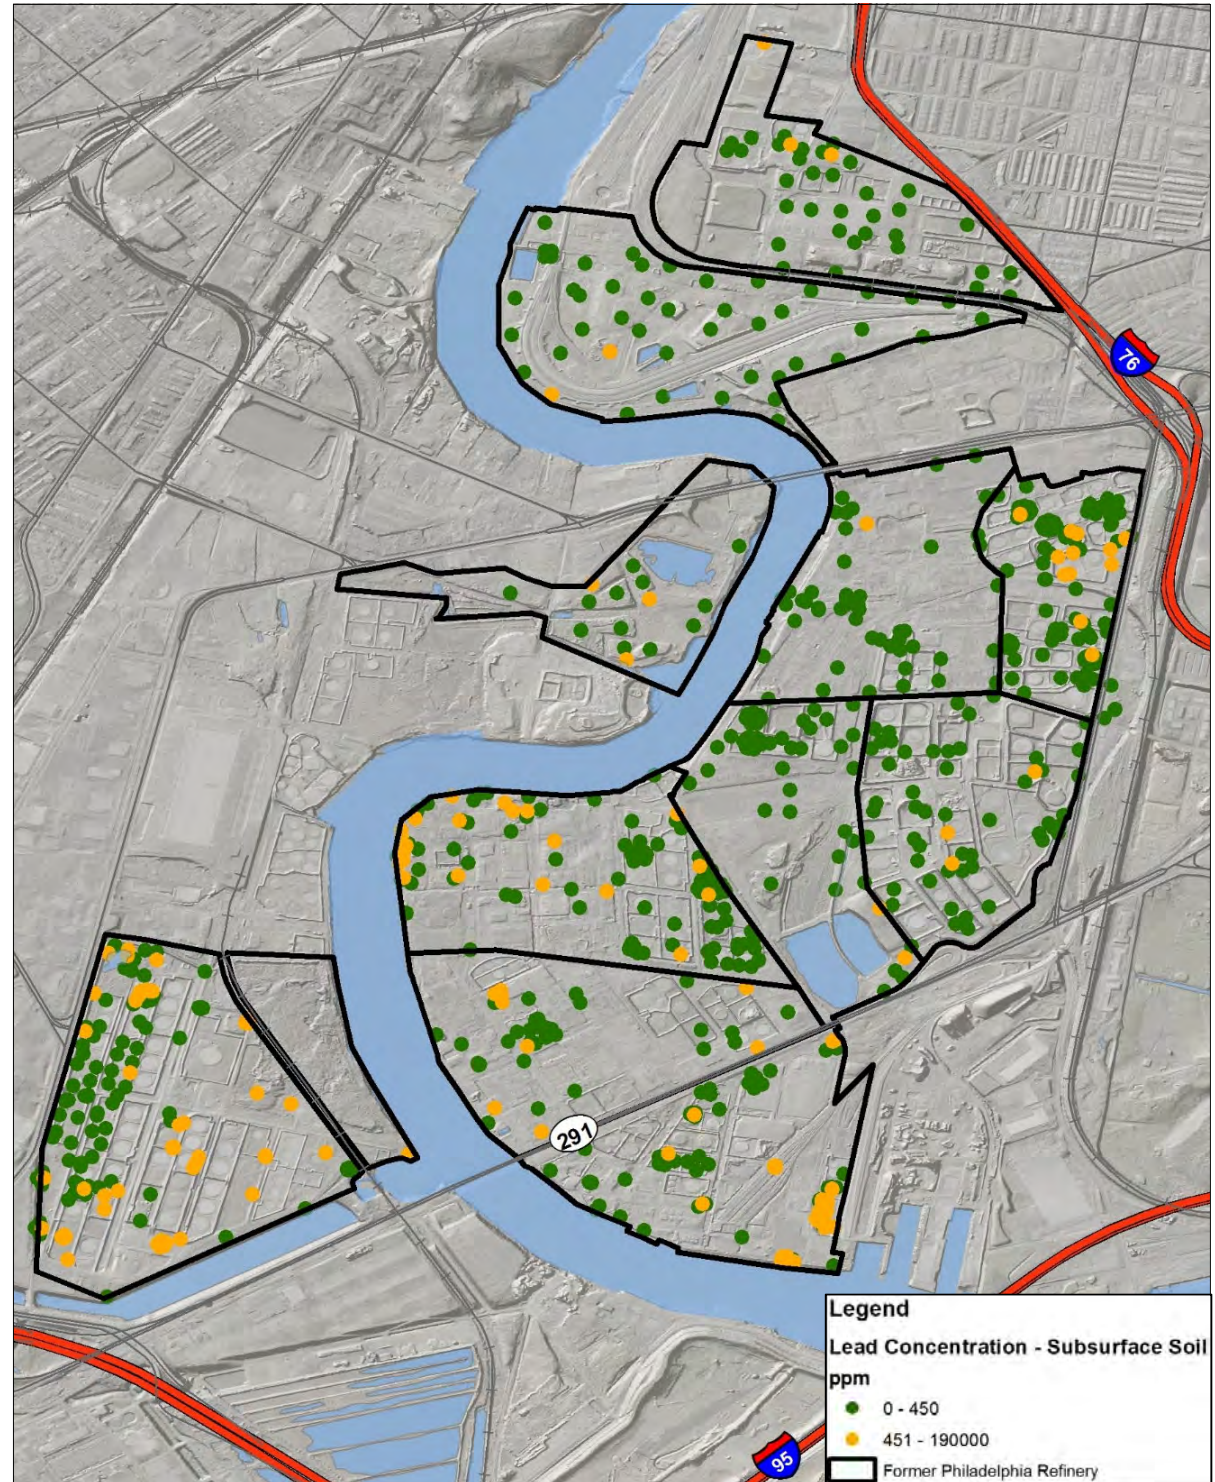 76
291
95
Legend
Lead Concentration - Subsurface Soil
ppm
0 - 450
451 - 190000
Former Philadelphia Refinery